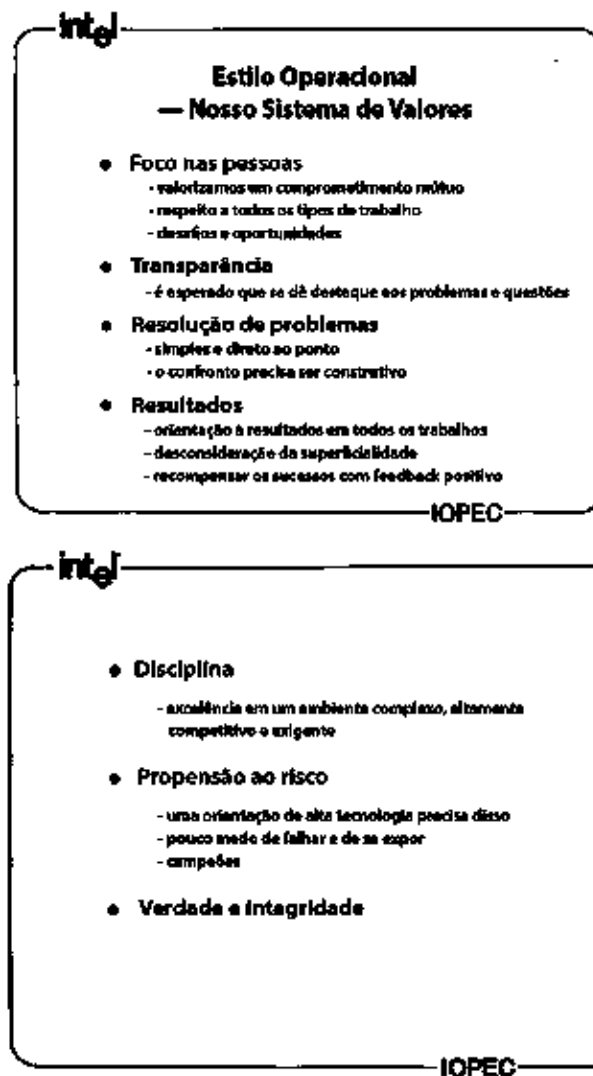 intel
Estilo Operacional
— Nosso Sistema de Valores
• Foco nas pessoas
- valorizamos em comprometimento mútuo
- respeito a todos os tipos de trabalho
- desafios e oportunidades
• Transparência
- é esperado que se dê destaque aos problemas e questões
• Resolução de problemas
- simples e direto ao ponto
- o confronto precisa ser construtivo
• Resultados
- orientação à resultados em todos os trabalhos
- desconsideração da superficialidade
- recompensar os sucessos com feedback positivo
IOPEC
intel
• Disciplina
- excelência em um ambiente complexo, altamente
competitivo e exigente
• Propensão ao risco
- uma orientação de alta tecnologia precisa disso
- pouco medo de falhar e de se expor
- campeões
• Verdade e integridade
IOPEC